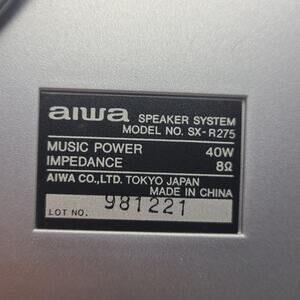 aiwa SPEAKER SYSTEM
MODEL NO. SX-R275
MUSIC POWER 40W
IMPEDANCE 8Ω
AIWA CO.,LTD. TOKYO JAPAN
MADE IN CHINA
LOT NO. 981221